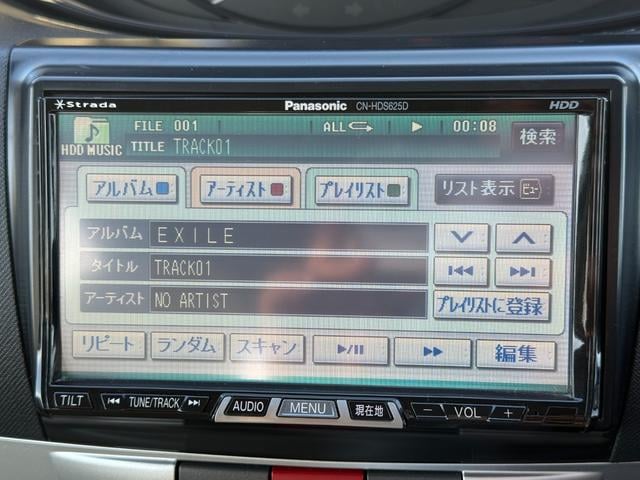 Strada Panasonic CN-HDS625D HDD
FILE 001 ALL 00:08 検索
HDD MUSIC TITLE TRACK01
アルバム アーティスト プレイリスト リスト表示 ビュー
アルバム EXILE
タイトル TRACK01
アーティスト NO ARTIST プレイリストに登録
リピート ランダム スキャン 編集
TILT TUNE/TRACK AUDIO MENU 現在地 − VOL +